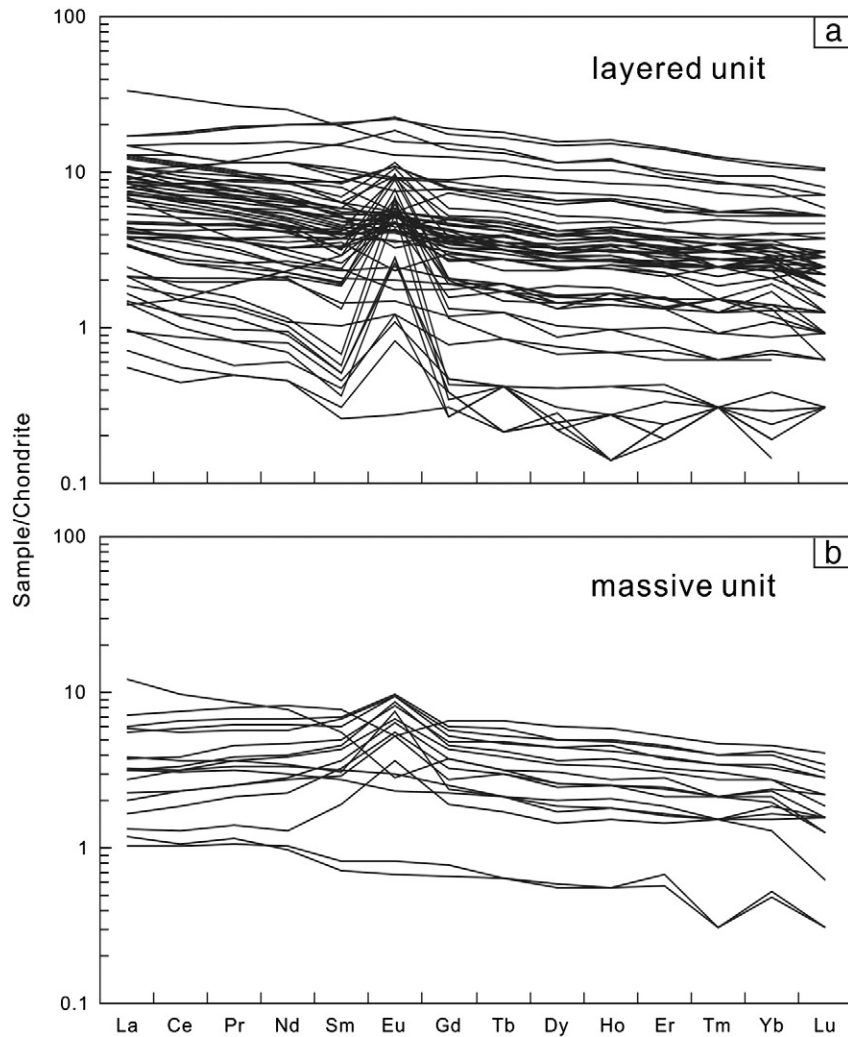 100
a
layered unit
10
1
0.1
Sample/Chondrite
100
b
massive unit
10
1
0.1
La Ce Pr Nd Sm Eu Gd Tb Dy Ho Er Tm Yb Lu